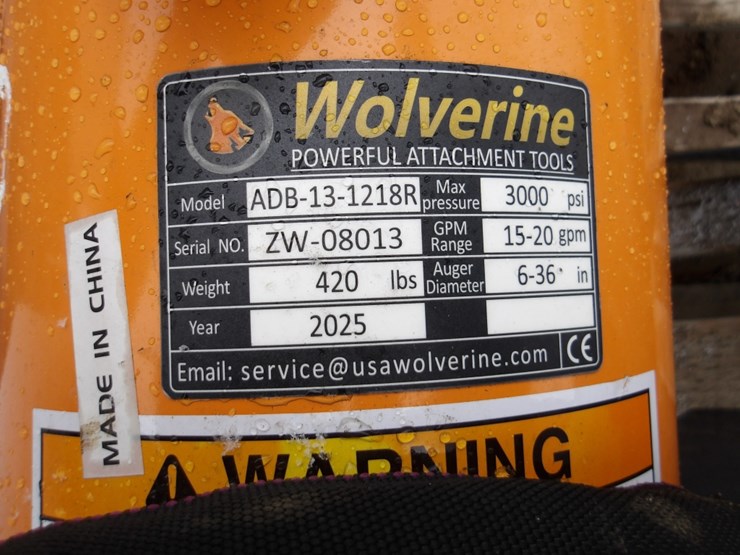 Wolverine
POWERFUL ATTACHMENT TOOLS
Model ADB-13-1218R Max pressure 3000 psi
Serial NO. ZW-08013 GPM Range 15-20 gpm
Weight 420 lbs Auger Diameter 6-36 in
Year 2025
Email: service@usawolverine.com CE
MADE IN CHINA
WARNING